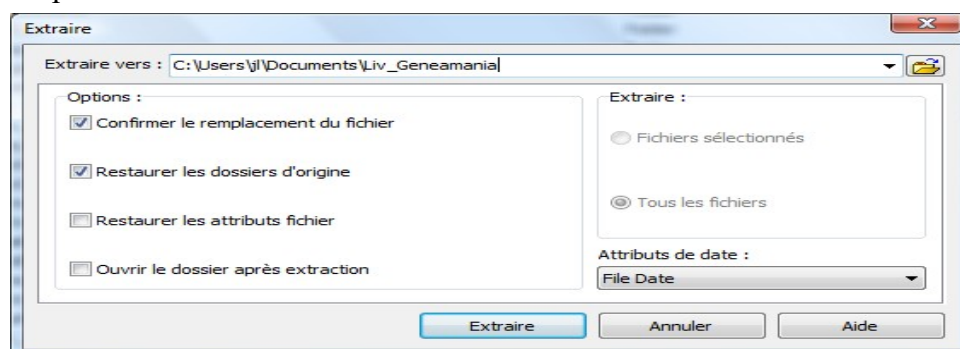 Extraire
Extraire vers : C:\Users\jl\Documents\Liv_Geneamania
Options :
Confirmer le remplacement du fichier
Restaurer les dossiers d'origine
Restaurer les attributs fichier
Ouvrir le dossier après extraction
Extraire :
Fichiers sélectionnés
Tous les fichiers
Attributs de date :
File Date
Extraire Annuler Aide